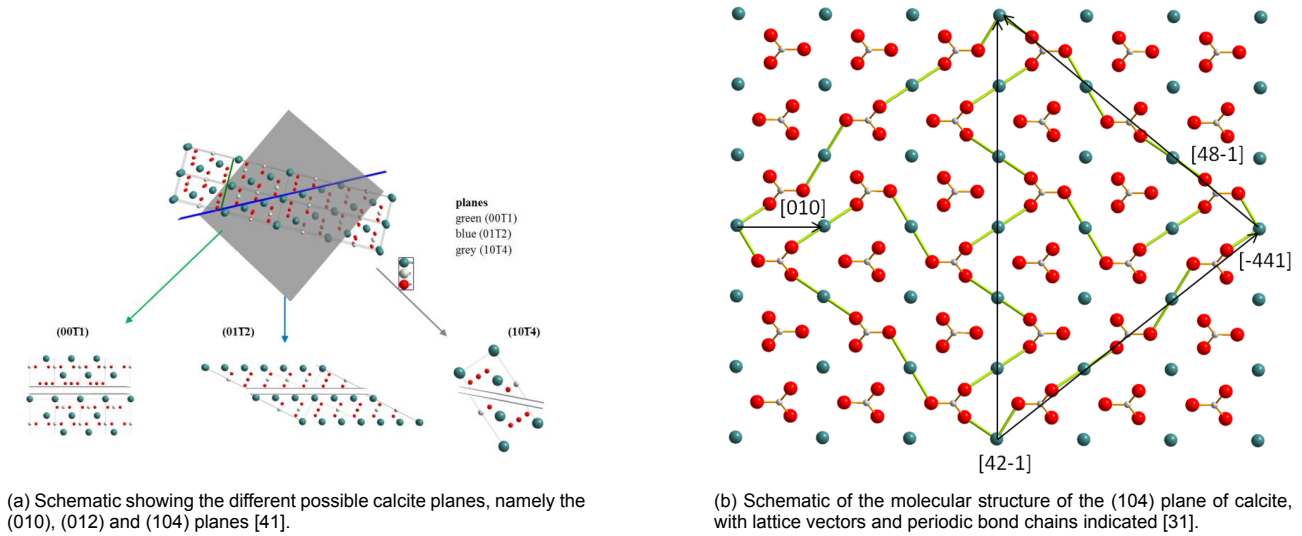 planes
green (00T1)
blue (01T2)
grey (10T4)
(00T1)
(01T2)
(10T4)
(a) Schematic showing the different possible calcite planes, namely the
(010), (012) and (104) planes [41].
[010]
[48-1]
[-441]
[42-1]
(b) Schematic of the molecular structure of the (104) plane of calcite,
with lattice vectors and periodic bond chains indicated [31].